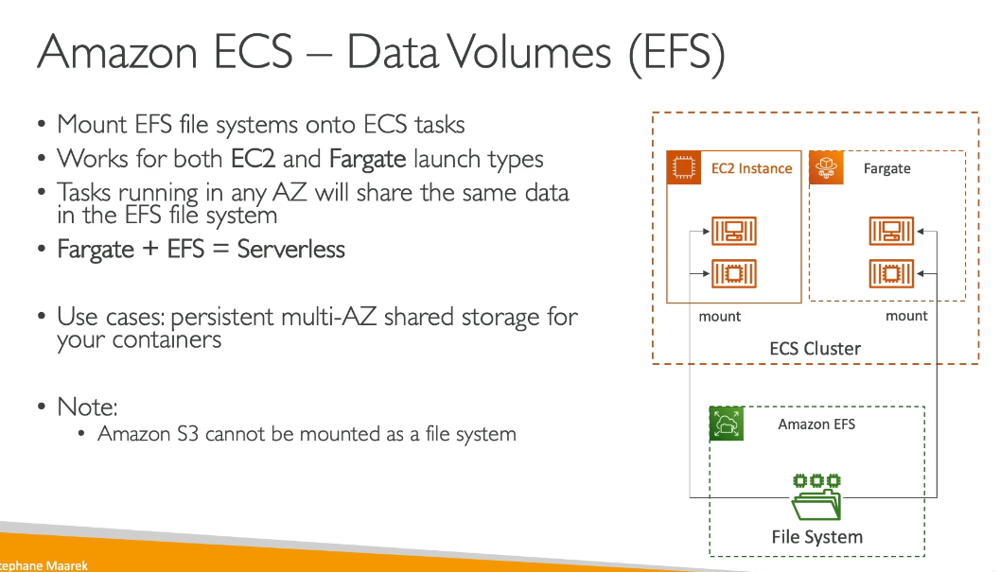 Amazon ECS – Data Volumes (EFS)
• Mount EFS file systems onto ECS tasks
• Works for both EC2 and Fargate launch types
• Tasks running in any AZ will share the same data
in the EFS file system
• Fargate + EFS = Serverless
• Use cases: persistent multi-AZ shared storage for
your containers
• Note:
• Amazon S3 cannot be mounted as a file system
EC2 Instance
Fargate
mount
mount
ECS Cluster
Amazon EFS
File System
tephane Maarek